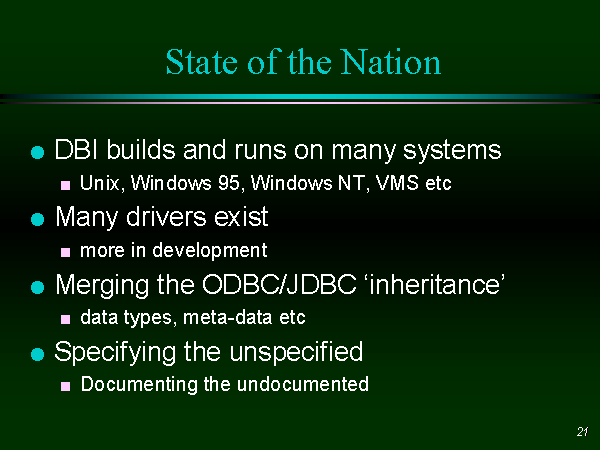 State of the Nation
DBI builds and runs on many systems
Unix, Windows 95, Windows NT, VMS etc
Many drivers exist
more in development
Merging the ODBC/JDBC ‘inheritance’
data types, meta-data etc
Specifying the unspecified
Documenting the undocumented
21